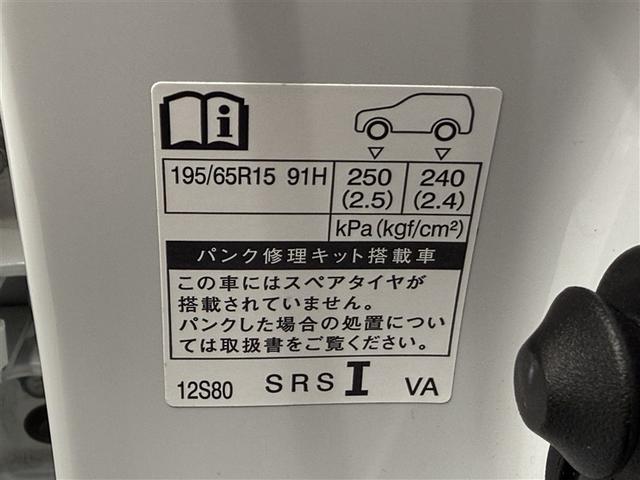 195/65R15 91H 250 (2.5) 240 (2.4)
kPa(kgf/cm²)
パンク修理キット搭載車
この車にはスペアタイヤが
搭載されていません。
パンクした場合の処置につい
ては取扱書をご覧ください。
12S80 SRS I VA